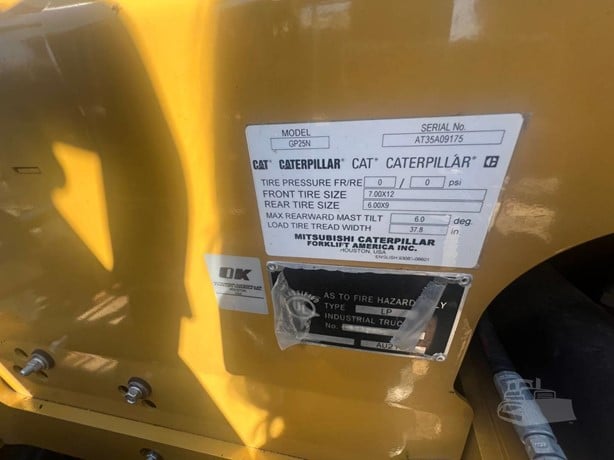 MODEL
GP25N
SERIAL No.
AT35A09175
CAT CATERPILLAR CAT CATERPILLAR
TIRE PRESSURE FR/RE 0 / 0 psi
FRONT TIRE SIZE 7.00X12
REAR TIRE SIZE 6.00X9
MAX REARWARD MAST TILT 6.0 deg.
LOAD TIRE TREAD WIDTH 37.8 in.
MITSUBISHI CATERPILLAR
FORKLIFT AMERICA INC.
HOUSTON, USA
OK
AS TO FIRE HAZARD ONLY
TYPE LP
INDUSTRIAL TRUCK
No.